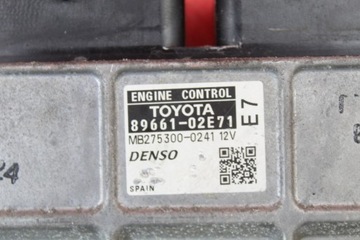 ENGINE CONTROL
TOYOTA
89661-02E71
E7
MB275300-0241 12V
DENSO
SPAIN